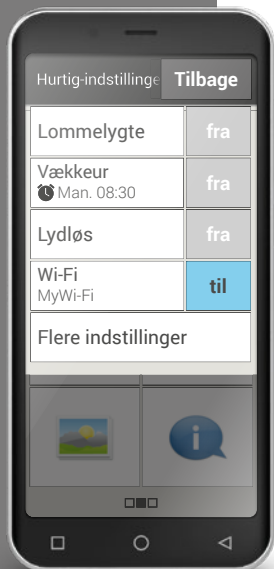 Hurtig-indstillinge Tilbage
Lommelygte fra
Vækkeur
Man. 08:30 fra
Lydløs fra
Wi-Fi
MyWi-Fi til
Flere indstillinger
i